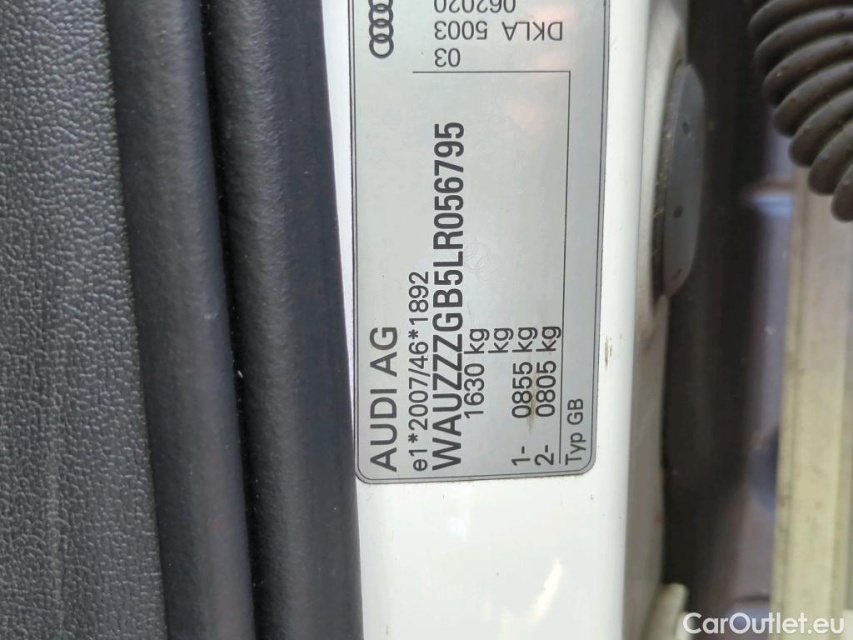 AUDI AG
e1*2007/46*1892
WAUZZZGB5LR056795
1630 kg
kg
1- 0855 kg
2- 0805 kg
Typ GB
03
DKLA 5003
062020
CarOutlet.eu